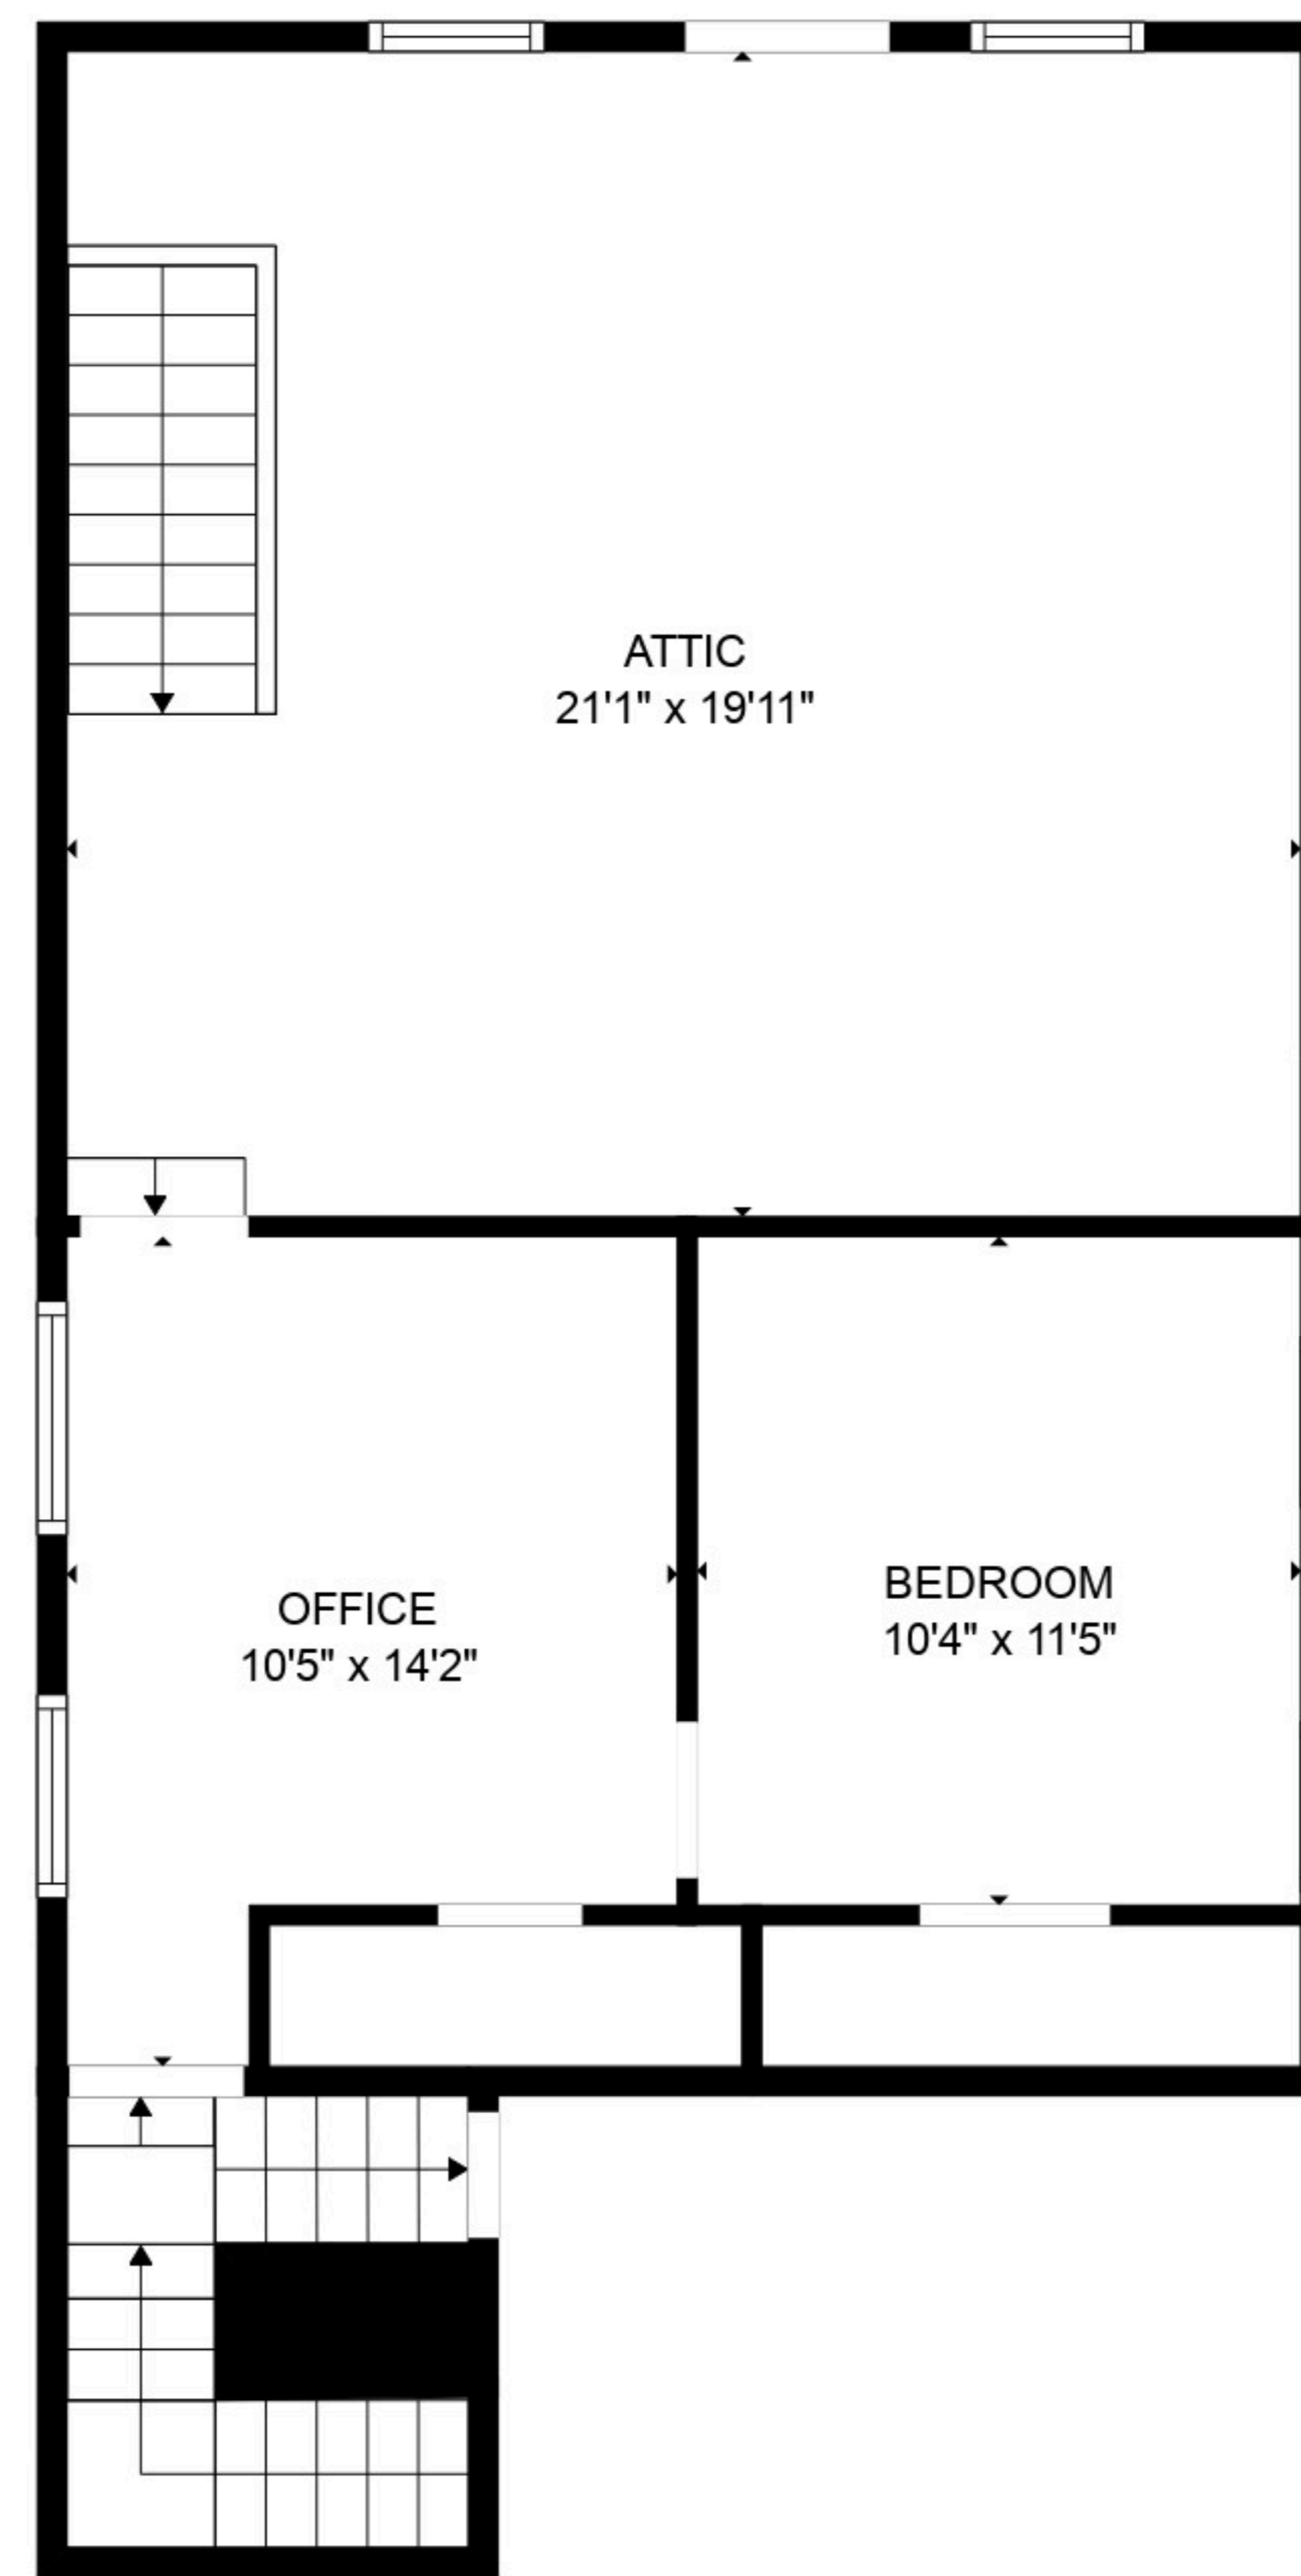 ATTIC
21'1" x 19'11"
OFFICE
10'5" x 14'2"
BEDROOM
10'4" x 11'5"